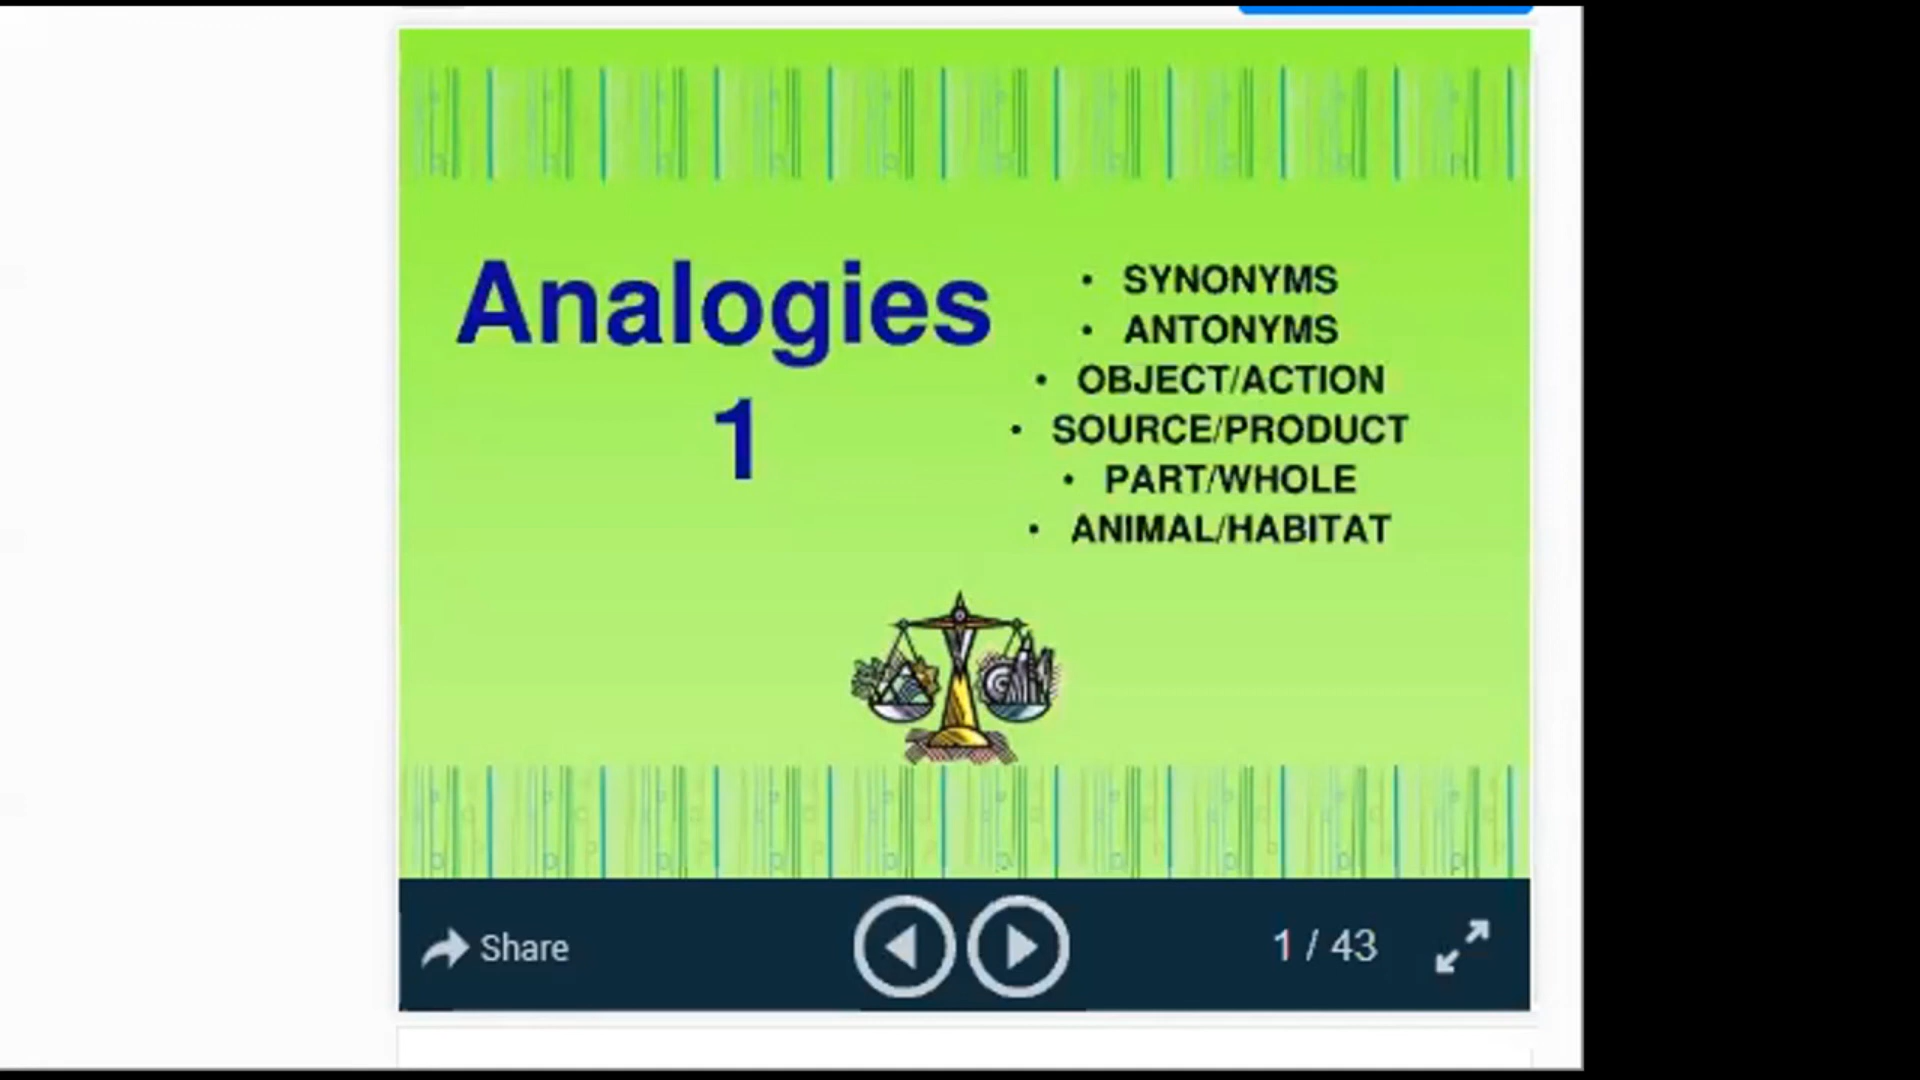 Analogies
1
• SYNONYMS
• ANTONYMS
• OBJECT/ACTION
• SOURCE/PRODUCT
• PART/WHOLE
• ANIMAL/HABITAT
Share
1 / 43